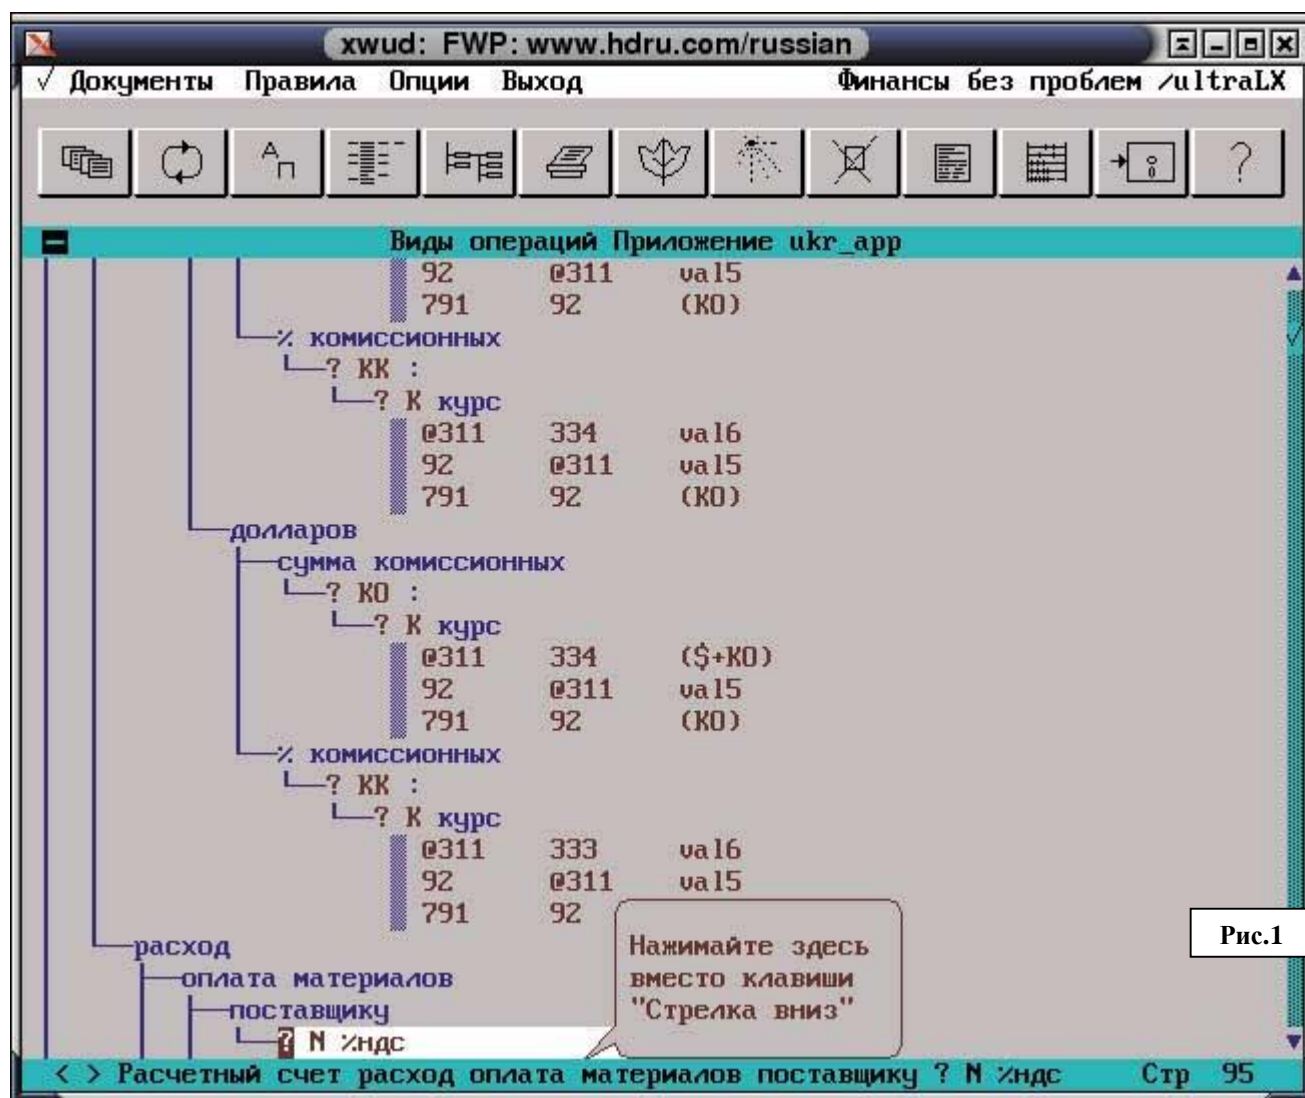 xwud: FWP: www.hdru.com/russian
√ Документы Правила Опции Выход Финансы без проблем /ultraLX
А П ?
Виды операций Приложение ukr_app
92 @311 val5
791 92 (КО)
% комиссионных
? КК :
? К курс
@311 334 val6
92 @311 val5
791 92 (КО)
долларов
сумма комиссионных
? КО :
? К курс
@311 334 ($+КО)
92 @311 val5
791 92 (КО)
% комиссионных
? КК :
? К курс
@311 333 val6
92 @311 val5
791 92
Нажимайте здесь
вместо клавиши
"Стрелка вниз"
Рис.1
расход
оплата материалов
поставщику
? N %ндс
< > Расчетный счет расход оплата материалов поставщику ? N %ндс Стр 95